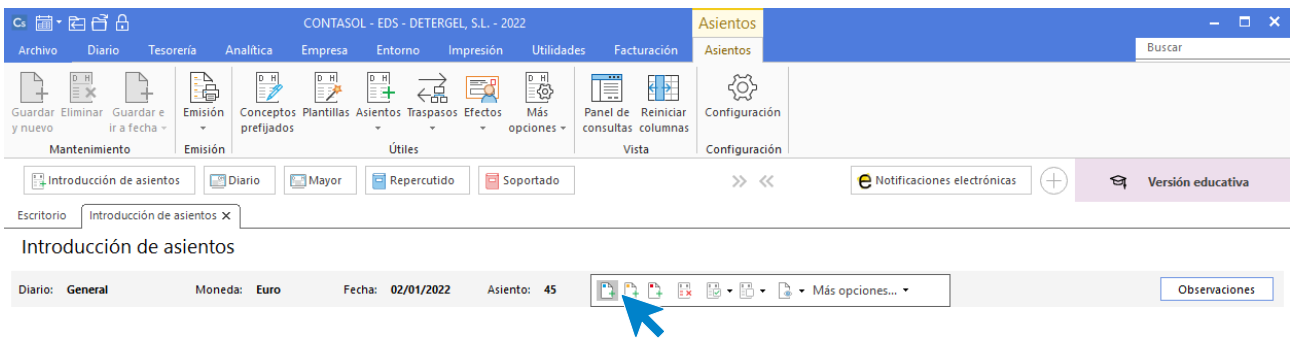 Cs CONTASOL - EDS - DETERGEL, S.L. - 2022 Asientos
Archivo Diario Tesorería Analítica Empresa Entorno Impresión Utilidades Facturación Asientos Buscar
Guardar y nuevo Eliminar Guardar e ir a fecha Emisión Conceptos prefijados Plantillas Asientos Traspasos Efectos Más opciones Panel de consultas Reiniciar columnas Configuración
Mantenimiento Emisión Útiles Vista Configuración
Introducción de asientos Diario Mayor Repercutido Soportado Notificaciones electrónicas Versión educativa
Escritorio Introducción de asientos X
Introducción de asientos
Diario: General Moneda: Euro Fecha: 02/01/2022 Asiento: 45 Más opciones... Observaciones